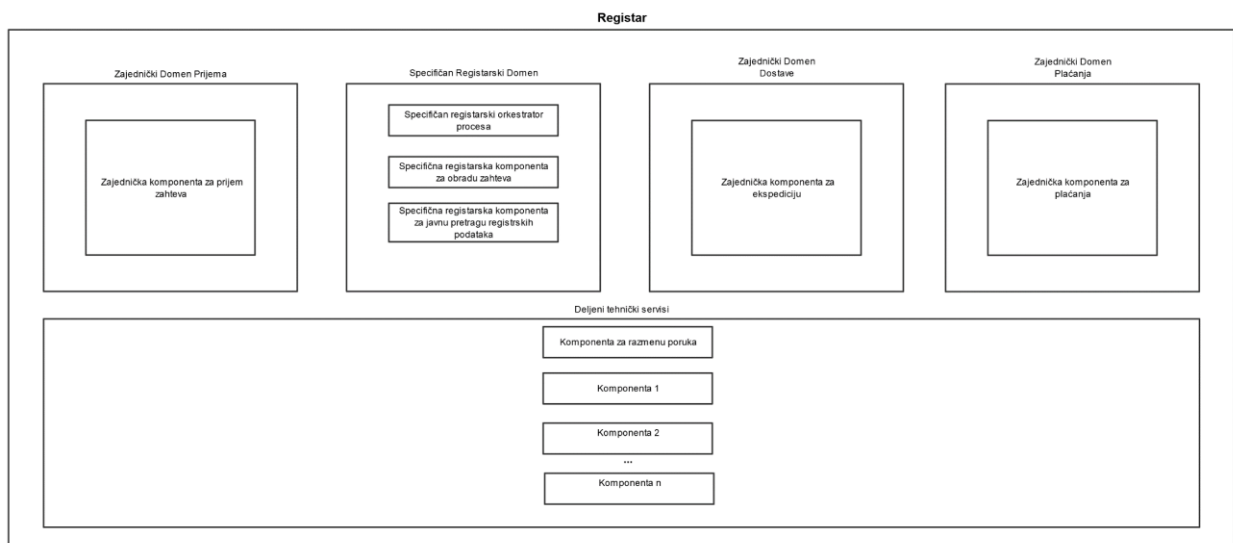 Registar
Zajednički Domen Prijema
Zajednička komponenta za prijem
zahteva
Specifičan Registarski Domen
Specifičan registarski orkestrator
procesa
Specifična registarska komponenta
za obradu zahteva
Specifična registarska komponenta
za javnu pretragu registrskih
podataka
Zajednički Domen
Dostave
Zajednička komponenta za
ekspediciju
Zajednički Domen
Plaćanja
Zajednička komponenta za
plaćanja
Deljeni tehnički servisi
Komponenta za razmenu poruka
Komponenta 1
Komponenta 2
...
Komponenta n